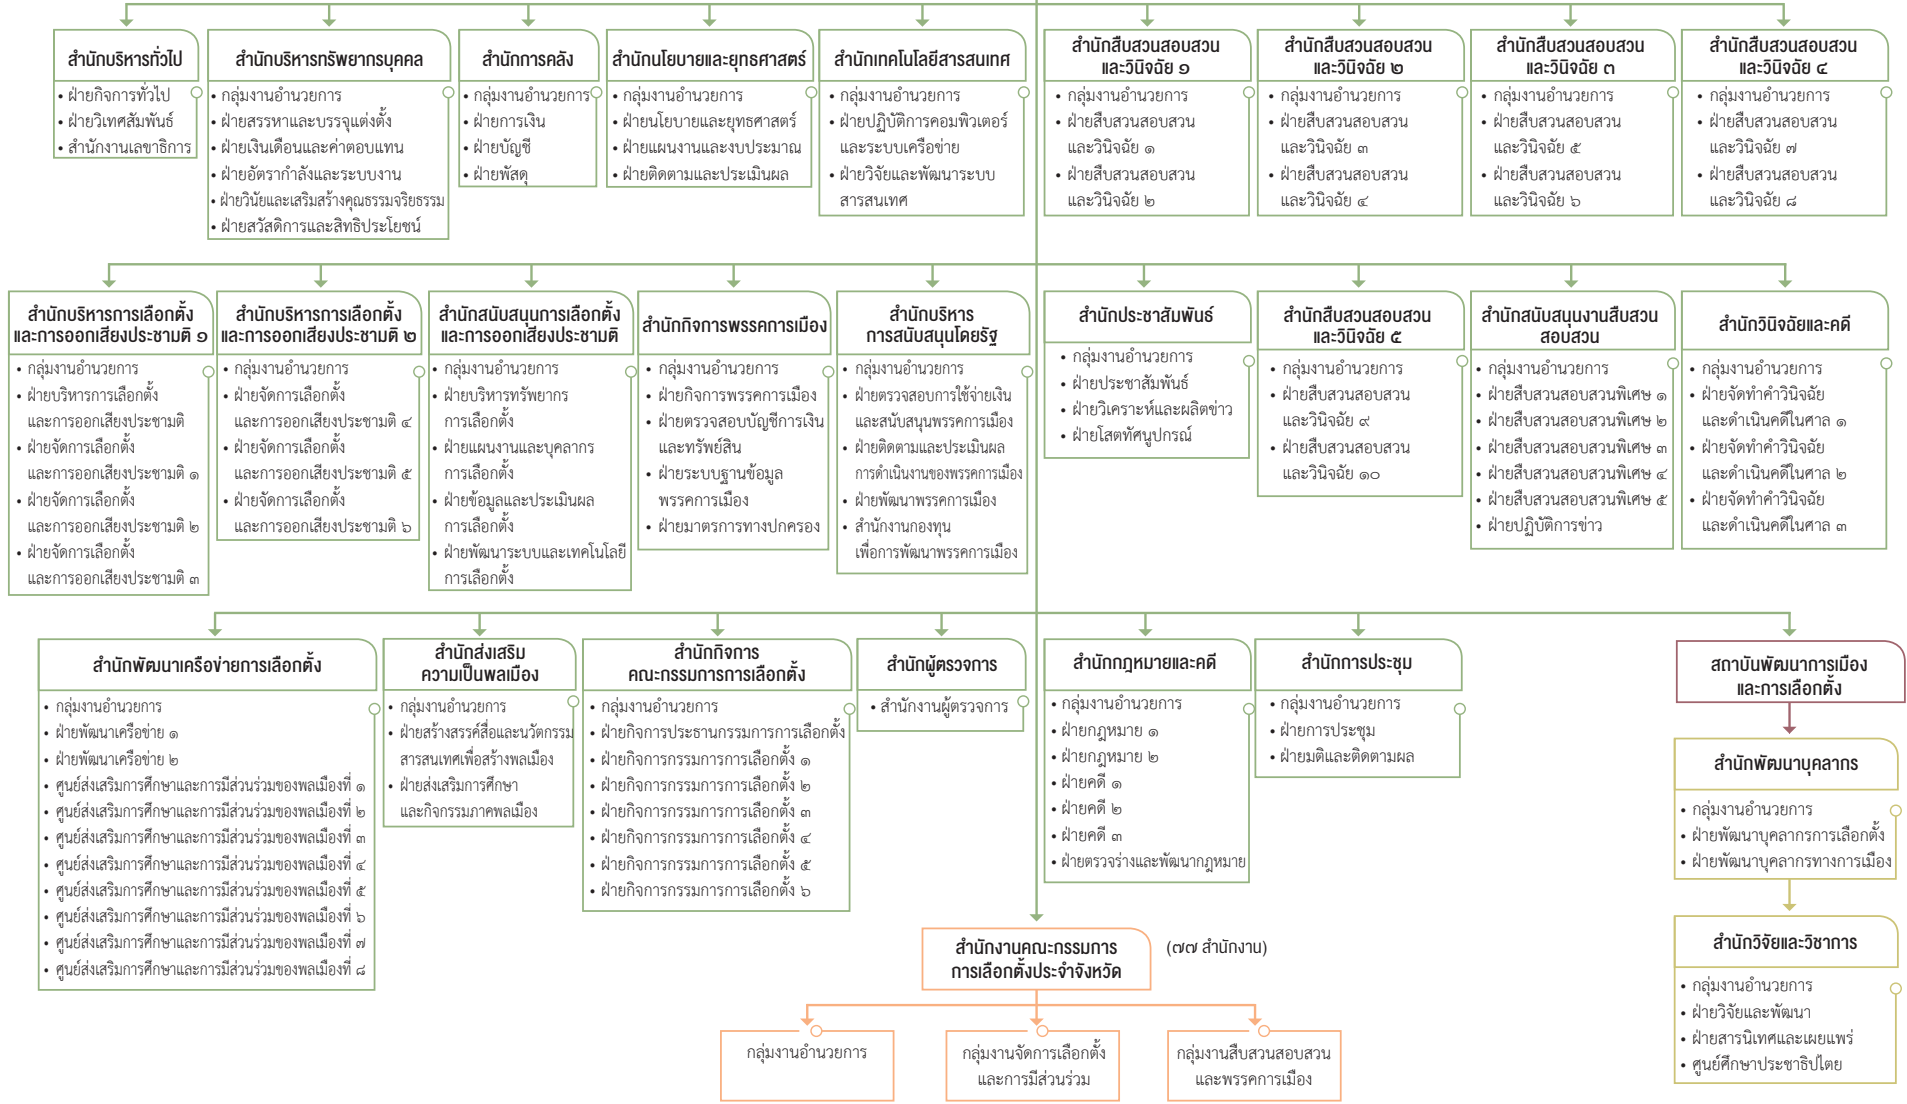 สำนักบริหารทั่วไป
• ฝ่ายกิจการทั่วไป
• ฝ่ายวิเทศสัมพันธ์
• สำนักงานเลขาธิการ
สำนักบริหารทรัพยากรบุคคล
• กลุ่มงานอำนวยการ
• ฝ่ายสรรหาและบรรจุแต่งตั้ง
• ฝ่ายเงินเดือนและค่าตอบแทน
• ฝ่ายอัตรากำลังและระบบงาน
• ฝ่ายวินัยและเสริมสร้างคุณธรรมจริยธรรม
• ฝ่ายสวัสดิการและสิทธิประโยชน์
สำนักการคลัง
• กลุ่มงานอำนวยการ
• ฝ่ายการเงิน
• ฝ่ายบัญชี
• ฝ่ายพัสดุ
สำนักนโยบายและยุทธศาสตร์
• กลุ่มงานอำนวยการ
• ฝ่ายนโยบายและยุทธศาสตร์
• ฝ่ายแผนงานและงบประมาณ
• ฝ่ายติดตามและประเมินผล
สำนักเทคโนโลยีสารสนเทศ
• กลุ่มงานอำนวยการ
• ฝ่ายปฏิบัติการคอมพิวเตอร์
และระบบเครือข่าย
• ฝ่ายวิจัยและพัฒนาระบบ
สารสนเทศ
สำนักสืบสวนสอบสวน
และวินิจฉัย ๑
• กลุ่มงานอำนวยการ
• ฝ่ายสืบสวนสอบสวน
และวินิจฉัย ๑
• ฝ่ายสืบสวนสอบสวน
และวินิจฉัย ๒
สำนักสืบสวนสอบสวน
และวินิจฉัย ๒
• กลุ่มงานอำนวยการ
• ฝ่ายสืบสวนสอบสวน
และวินิจฉัย ๓
• ฝ่ายสืบสวนสอบสวน
และวินิจฉัย ๔
สำนักสืบสวนสอบสวน
และวินิจฉัย ๓
• กลุ่มงานอำนวยการ
• ฝ่ายสืบสวนสอบสวน
และวินิจฉัย ๕
• ฝ่ายสืบสวนสอบสวน
และวินิจฉัย ๖
สำนักสืบสวนสอบสวน
และวินิจฉัย ๔
• กลุ่มงานอำนวยการ
• ฝ่ายสืบสวนสอบสวน
และวินิจฉัย ๗
• ฝ่ายสืบสวนสอบสวน
และวินิจฉัย ๘
สำนักบริหารการเลือกตั้ง
และการออกเสียงประชามติ ๑
• กลุ่มงานอำนวยการ
• ฝ่ายบริหารการเลือกตั้ง
และการออกเสียงประชามติ
• ฝ่ายจัดการเลือกตั้ง
และการออกเสียงประชามติ ๑
• ฝ่ายจัดการเลือกตั้ง
และการออกเสียงประชามติ ๒
• ฝ่ายจัดการเลือกตั้ง
และการออกเสียงประชามติ ๓
สำนักบริหารการเลือกตั้ง
และการออกเสียงประชามติ ๒
• กลุ่มงานอำนวยการ
• ฝ่ายจัดการเลือกตั้ง
และการออกเสียงประชามติ ๔
• ฝ่ายจัดการเลือกตั้ง
และการออกเสียงประชามติ ๕
• ฝ่ายจัดการเลือกตั้ง
และการออกเสียงประชามติ ๖
สำนักสนับสนุนการเลือกตั้ง
และการออกเสียงประชามติ
• กลุ่มงานอำนวยการ
• ฝ่ายบริหารทรัพยากร
การเลือกตั้ง
• ฝ่ายแผนงานและบุคลากร
การเลือกตั้ง
• ฝ่ายข้อมูลและประเมินผล
การเลือกตั้ง
• ฝ่ายพัฒนาระบบและเทคโนโลยี
การเลือกตั้ง
สำนักกิจการพรรคการเมือง
• กลุ่มงานอำนวยการ
• ฝ่ายกิจการพรรคการเมือง
• ฝ่ายตรวจสอบบัญชีการเงิน
และทรัพย์สิน
• ฝ่ายระบบฐานข้อมูล
พรรคการเมือง
• ฝ่ายมาตรการทางปกครอง
สำนักบริหาร
การสนับสนุนโดยรัฐ
• กลุ่มงานอำนวยการ
• ฝ่ายตรวจสอบการใช้จ่ายเงิน
และสนับสนุนพรรคการเมือง
• ฝ่ายติดตามและประเมินผล
การดำเนินงานของพรรคการเมือง
• ฝ่ายพัฒนาพรรคการเมือง
• สำนักงานกองทุน
เพื่อการพัฒนาพรรคการเมือง
สำนักประชาสัมพันธ์
• กลุ่มงานอำนวยการ
• ฝ่ายประชาสัมพันธ์
• ฝ่ายวิเคราะห์และผลิตข่าว
• ฝ่ายโสตทัศนูปกรณ์
สำนักสืบสวนสอบสวน
และวินิจฉัย ๕
• กลุ่มงานอำนวยการ
• ฝ่ายสืบสวนสอบสวน
และวินิจฉัย ๙
• ฝ่ายสืบสวนสอบสวน
และวินิจฉัย ๑๐
สำนักสนับสนุนงานสืบสวน
สอบสวน
• กลุ่มงานอำนวยการ
• ฝ่ายสืบสวนสอบสวนพิเศษ ๑
• ฝ่ายสืบสวนสอบสวนพิเศษ ๒
• ฝ่ายสืบสวนสอบสวนพิเศษ ๓
• ฝ่ายสืบสวนสอบสวนพิเศษ ๔
• ฝ่ายสืบสวนสอบสวนพิเศษ ๕
• ฝ่ายปฏิบัติการข่าว
สำนักวินิจฉัยและคดี
• กลุ่มงานอำนวยการ
• ฝ่ายจัดทำคำวินิจฉัย
และดำเนินคดีในศาล ๑
• ฝ่ายจัดทำคำวินิจฉัย
และดำเนินคดีในศาล ๒
• ฝ่ายจัดทำคำวินิจฉัย
และดำเนินคดีในศาล ๓
สำนักพัฒนาเครือข่ายการเลือกตั้ง
• กลุ่มงานอำนวยการ
• ฝ่ายพัฒนาเครือข่าย ๑
• ฝ่ายพัฒนาเครือข่าย ๒
• ศูนย์ส่งเสริมการศึกษาและการมีส่วนร่วมของพลเมืองที่ ๑
• ศูนย์ส่งเสริมการศึกษาและการมีส่วนร่วมของพลเมืองที่ ๒
• ศูนย์ส่งเสริมการศึกษาและการมีส่วนร่วมของพลเมืองที่ ๓
• ศูนย์ส่งเสริมการศึกษาและการมีส่วนร่วมของพลเมืองที่ ๔
• ศูนย์ส่งเสริมการศึกษาและการมีส่วนร่วมของพลเมืองที่ ๕
• ศูนย์ส่งเสริมการศึกษาและการมีส่วนร่วมของพลเมืองที่ ๖
• ศูนย์ส่งเสริมการศึกษาและการมีส่วนร่วมของพลเมืองที่ ๗
• ศูนย์ส่งเสริมการศึกษาและการมีส่วนร่วมของพลเมืองที่ ๘
สำนักส่งเสริม
ความเป็นพลเมือง
• กลุ่มงานอำนวยการ
• ฝ่ายสร้างสรรค์สื่อและนวัตกรรม
สารสนเทศเพื่อสร้างพลเมือง
• ฝ่ายส่งเสริมการศึกษา
และกิจกรรมภาคพลเมือง
สำนักกิจการ
คณะกรรมการการเลือกตั้ง
• กลุ่มงานอำนวยการ
• ฝ่ายกิจการประธานกรรมการการเลือกตั้ง
• ฝ่ายกิจการกรรมการการเลือกตั้ง ๑
• ฝ่ายกิจการกรรมการการเลือกตั้ง ๒
• ฝ่ายกิจการกรรมการการเลือกตั้ง ๓
• ฝ่ายกิจการกรรมการการเลือกตั้ง ๔
• ฝ่ายกิจการกรรมการการเลือกตั้ง ๕
• ฝ่ายกิจการกรรมการการเลือกตั้ง ๖
สำนักผู้ตรวจการ
• สำนักงานผู้ตรวจการ
สำนักกฎหมายและคดี
• กลุ่มงานอำนวยการ
• ฝ่ายกฎหมาย ๑
• ฝ่ายกฎหมาย ๒
• ฝ่ายคดี ๑
• ฝ่ายคดี ๒
• ฝ่ายคดี ๓
• ฝ่ายตรวจร่างและพัฒนากฎหมาย
สำนักการประชุม
• กลุ่มงานอำนวยการ
• ฝ่ายการประชุม
• ฝ่ายมติและติดตามผล
สถาบันพัฒนาการเมือง
และการเลือกตั้ง
สำนักพัฒนาบุคลากร
• กลุ่มงานอำนวยการ
• ฝ่ายพัฒนาบุคลากรการเลือกตั้ง
• ฝ่ายพัฒนาบุคลากรทางการเมือง
สำนักวิจัยและวิชาการ
• กลุ่มงานอำนวยการ
• ฝ่ายวิจัยและพัฒนา
• ฝ่ายสารนิเทศและเผยแพร่
• ศูนย์ศึกษาประชาธิปไตย
สำนักงานคณะกรรมการ
การเลือกตั้งประจำจังหวัด
(๗๗ สำนักงาน)
กลุ่มงานอำนวยการ
กลุ่มงานจัดการเลือกตั้ง
และการมีส่วนร่วม
กลุ่มงานสืบสวนสอบสวน
และพรรคการเมือง